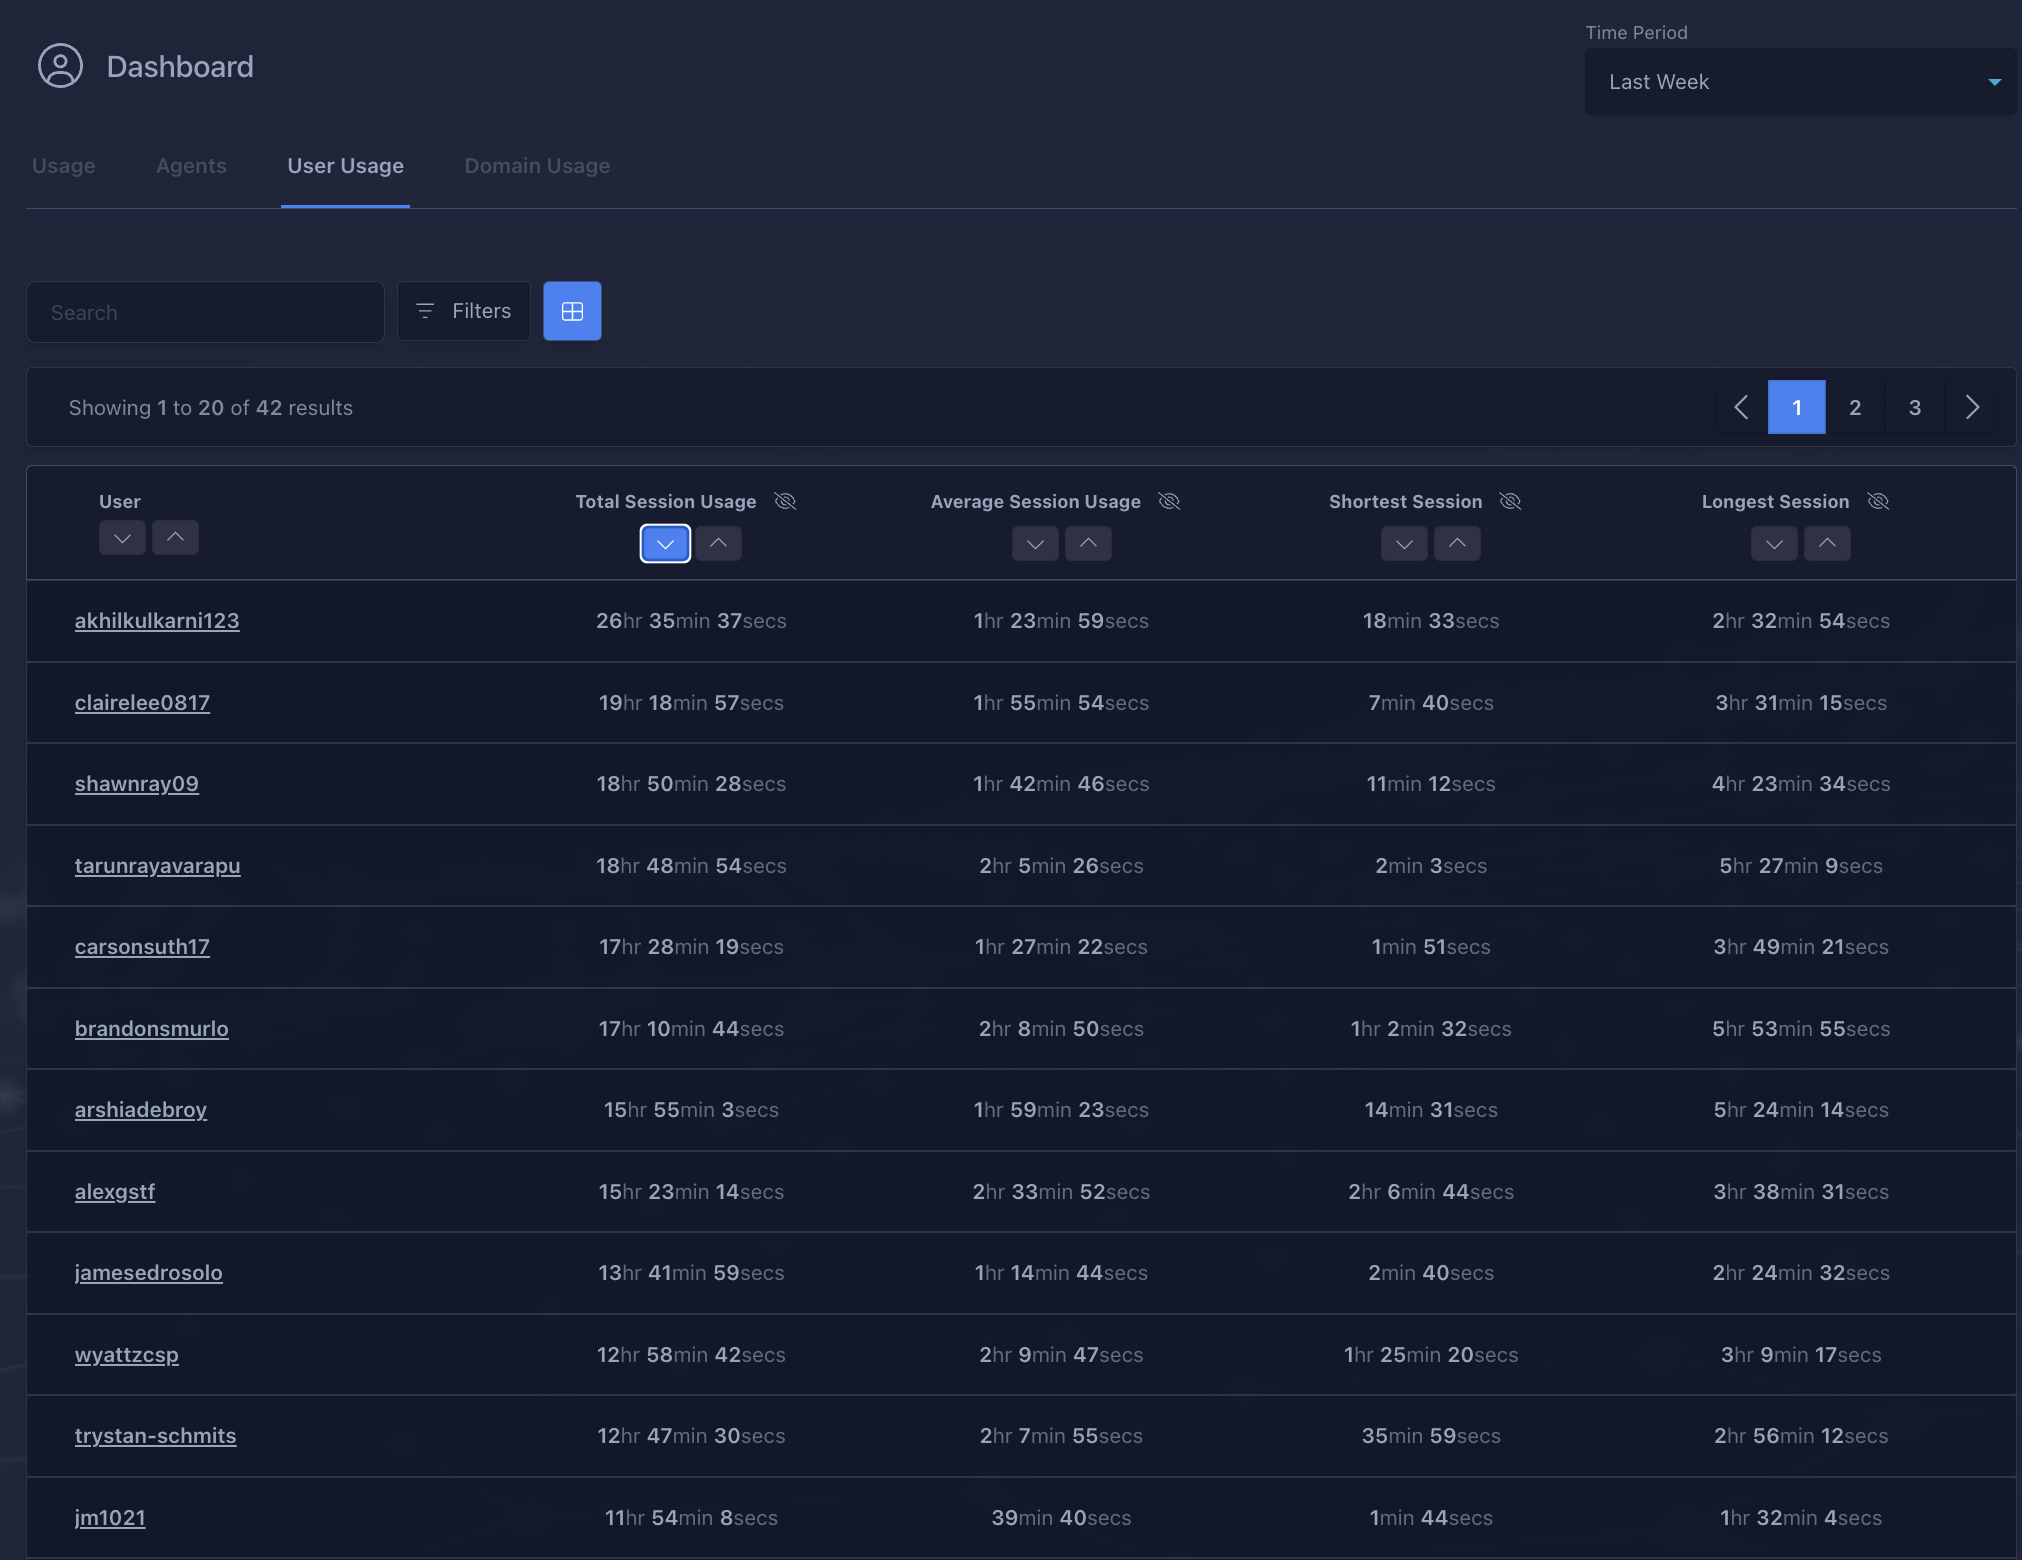 Time Period
Dashboard
Last Week
Usage Agents User Usage Domain Usage
Search Filters
Showing 1 to 20 of 42 results 1 2 3
User Total Session Usage Average Session Usage Shortest Session Longest Session
akhilkulkarni123 26hr 35min 37secs 1hr 23min 59secs 18min 33secs 2hr 32min 54secs
clairelee0817 19hr 18min 57secs 1hr 55min 54secs 7min 40secs 3hr 31min 15secs
shawnray09 18hr 50min 28secs 1hr 42min 46secs 11min 12secs 4hr 23min 34secs
tarunrayavarapu 18hr 48min 54secs 2hr 5min 26secs 2min 3secs 5hr 27min 9secs
carsonsuth17 17hr 28min 19secs 1hr 27min 22secs 1min 51secs 3hr 49min 21secs
brandonsmurlo 17hr 10min 44secs 2hr 8min 50secs 1hr 2min 32secs 5hr 53min 55secs
arshiadebroy 15hr 55min 3secs 1hr 59min 23secs 14min 31secs 5hr 24min 14secs
alexgstf 15hr 23min 14secs 2hr 33min 52secs 2hr 6min 44secs 3hr 38min 31secs
jamesedrosolo 13hr 41min 59secs 1hr 14min 44secs 2min 40secs 2hr 24min 32secs
wyattzcsp 12hr 58min 42secs 2hr 9min 47secs 1hr 25min 20secs 3hr 9min 17secs
trystan-schmits 12hr 47min 30secs 2hr 7min 55secs 35min 59secs 2hr 56min 12secs
jm1021 11hr 54min 8secs 39min 40secs 1min 44secs 1hr 32min 4secs